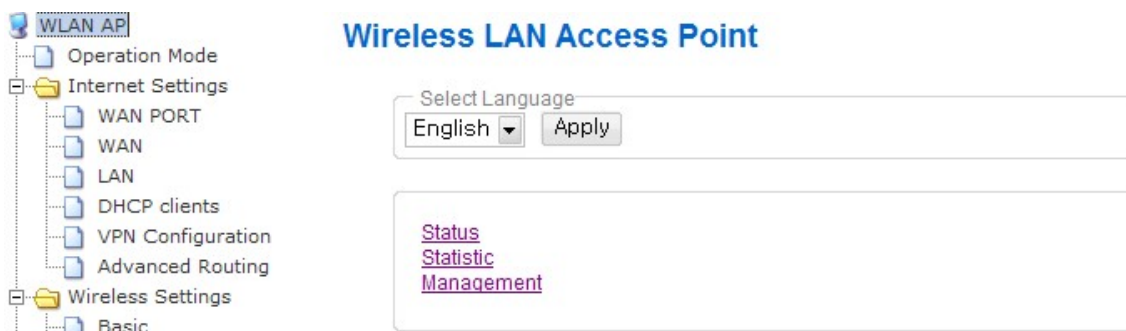 WLAN AP
Operation Mode
Internet Settings
WAN PORT
WAN
LAN
DHCP clients
VPN Configuration
Advanced Routing
Wireless Settings
Basic
Wireless LAN Access Point
Select Language
English Apply
Status
Statistic
Management